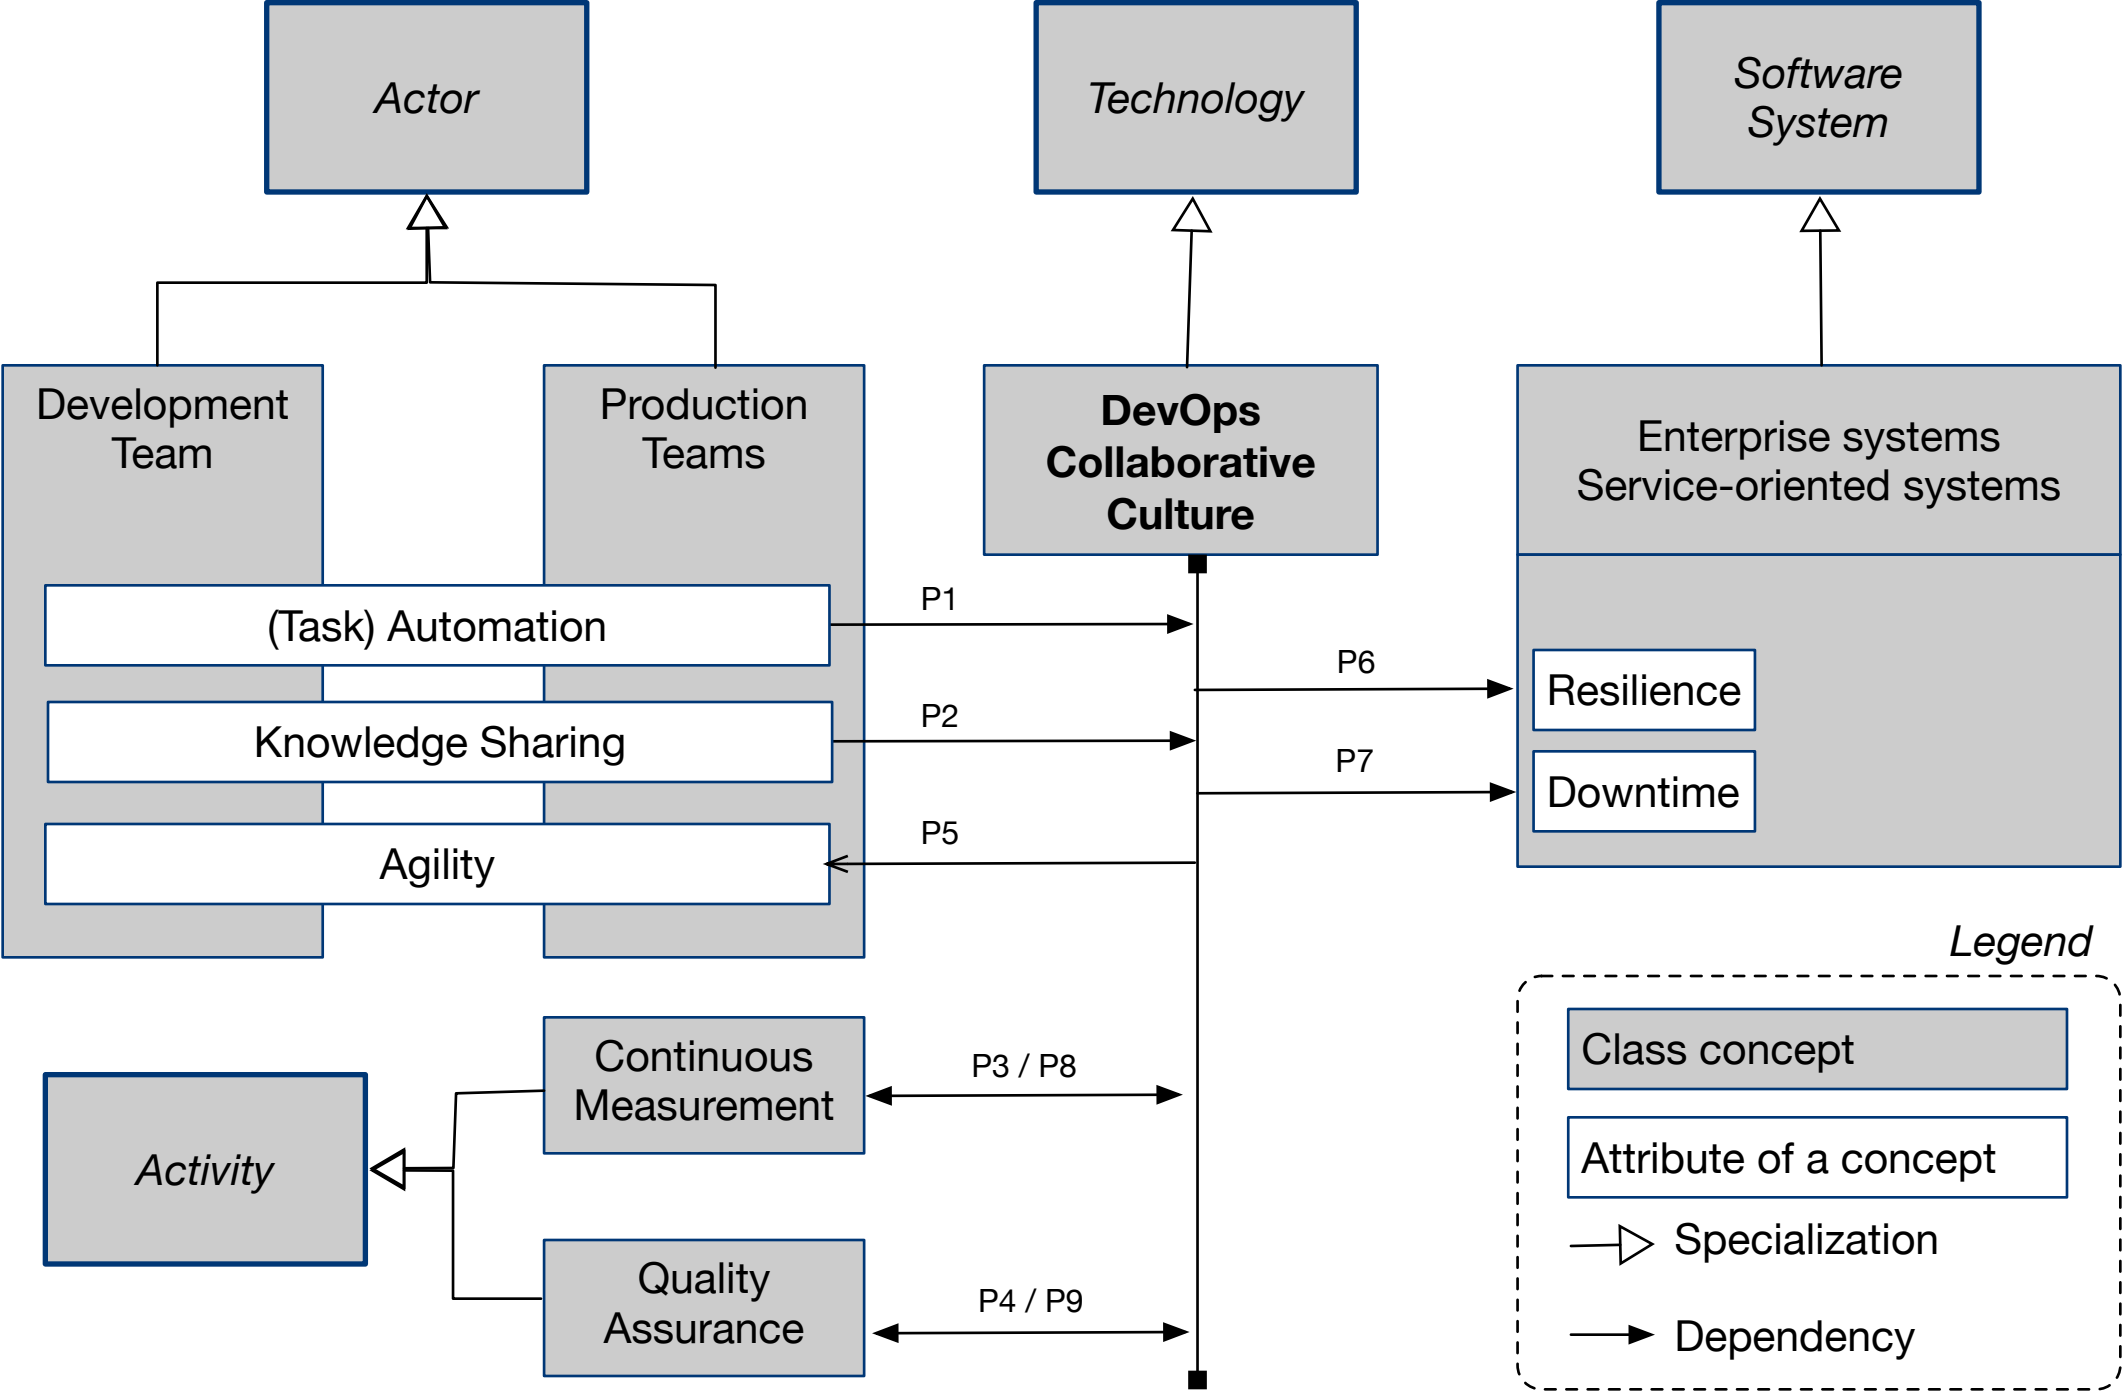 Actor
Technology
Software
System
Development
Team
Production
Teams
DevOps
Collaborative
Culture
Enterprise systems
Service-oriented systems
(Task) Automation
P1
Knowledge Sharing
P2
Agility
P5
P6
Resilience
P7
Downtime
Activity
Continuous
Measurement
P3 / P8
Quality
Assurance
P4 / P9
Legend
Class concept
Attribute of a concept
Specialization
Dependency